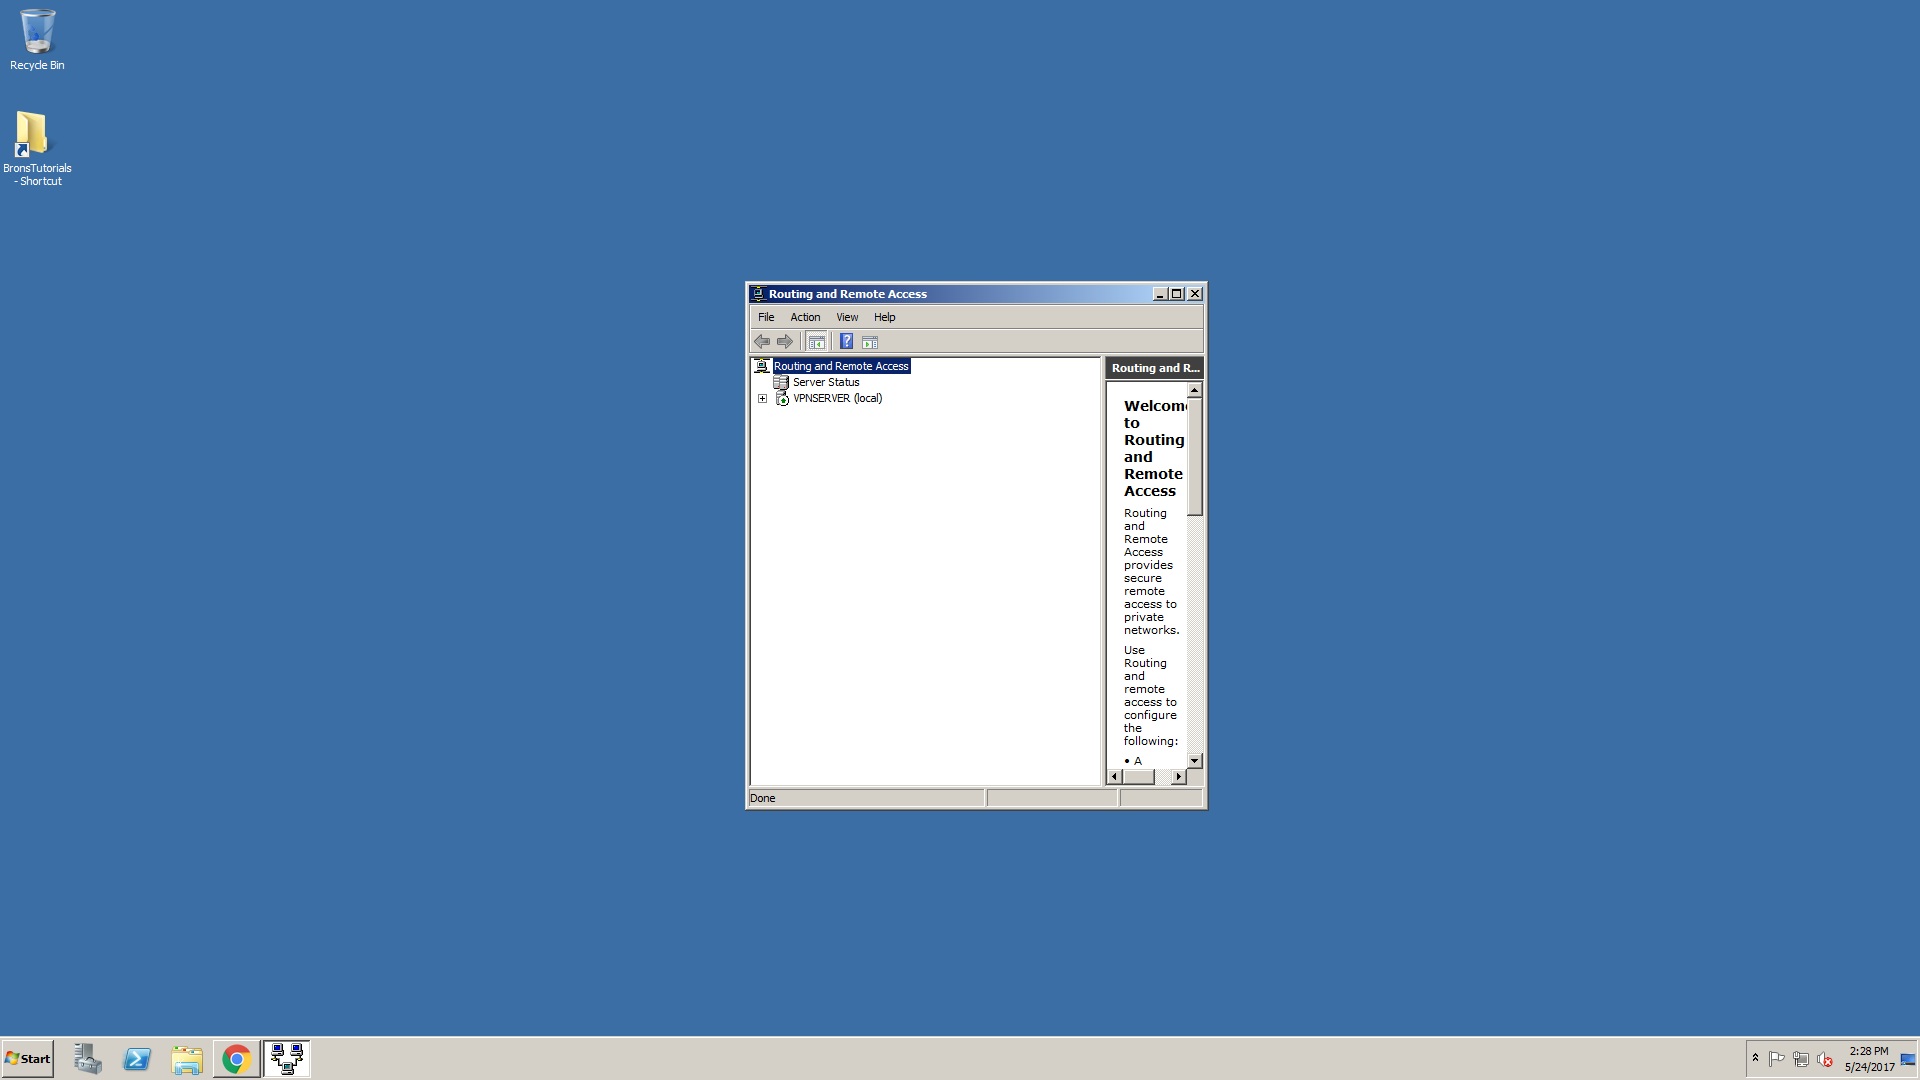 Recycle Bin
BronsTutorials
- Shortcut
Routing and Remote Access
File Action View Help
Routing and Remote Access
Server Status
VPNSERVER (local)
Routing and R...
Welcome
to
Routing
and
Remote
Access
Routing
and
Remote
Access
provides
secure
remote
access to
private
networks.
Use
Routing
and
remote
access to
configure
the
following:
• A
Done
Start
2:28 PM
5/24/2017